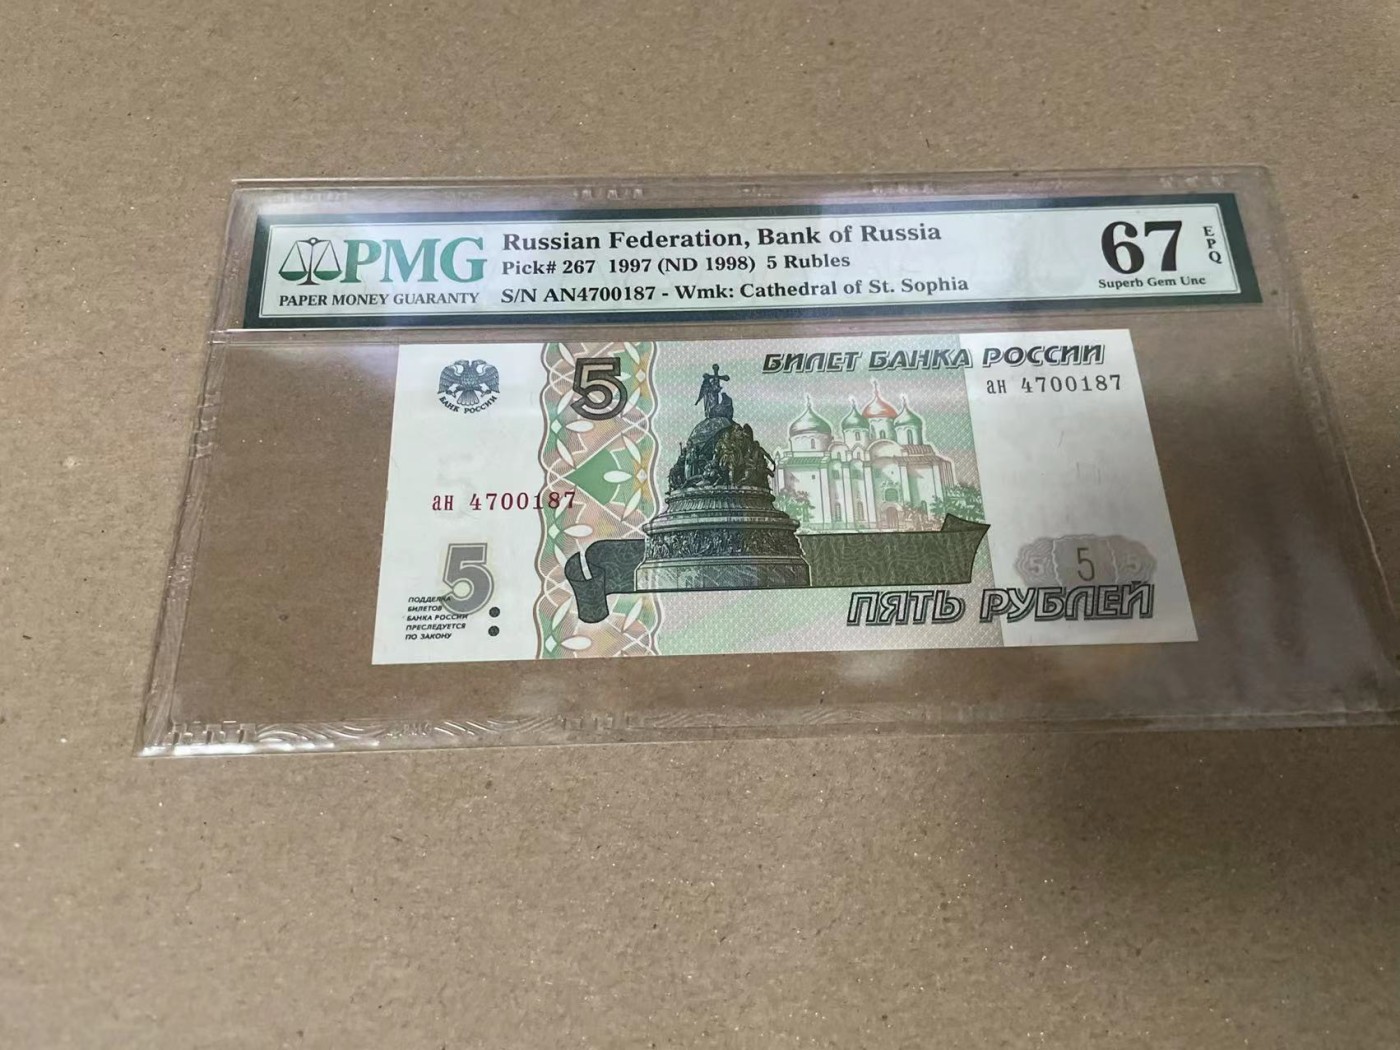 PMG
PAPER MONEY GUARANTY
Russian Federation, Bank of Russia
Pick# 267 1997 (ND 1998) 5 Rubles
S/N AN4700187 - Wmk: Cathedral of St. Sophia
67
EPQ
Superb Gem Unc
БАНК РОССИИ
5
БИЛЕТ БАНКА РОССИИ
ан 4700187
ан 4700187
5
ПОДДЕЛКА
БИЛЕТОВ
БАНКА РОССИИ
ПРЕСЛЕДУЕТСЯ
ПО ЗАКОНУ
5 5 5
ПЯТЬ РУБЛЕЙ